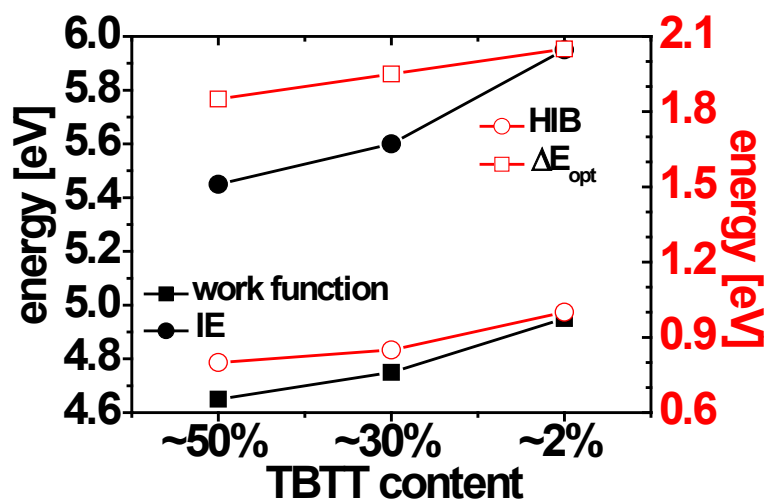 energy [eV]
6.0
5.8
5.6
5.4
5.2
5.0
4.8
4.6
work function
IE
HIB
ΔEopt
2.1
1.8
1.5
1.2
0.9
0.6
energy [eV]
~50%
~30%
~2%
TBTT content